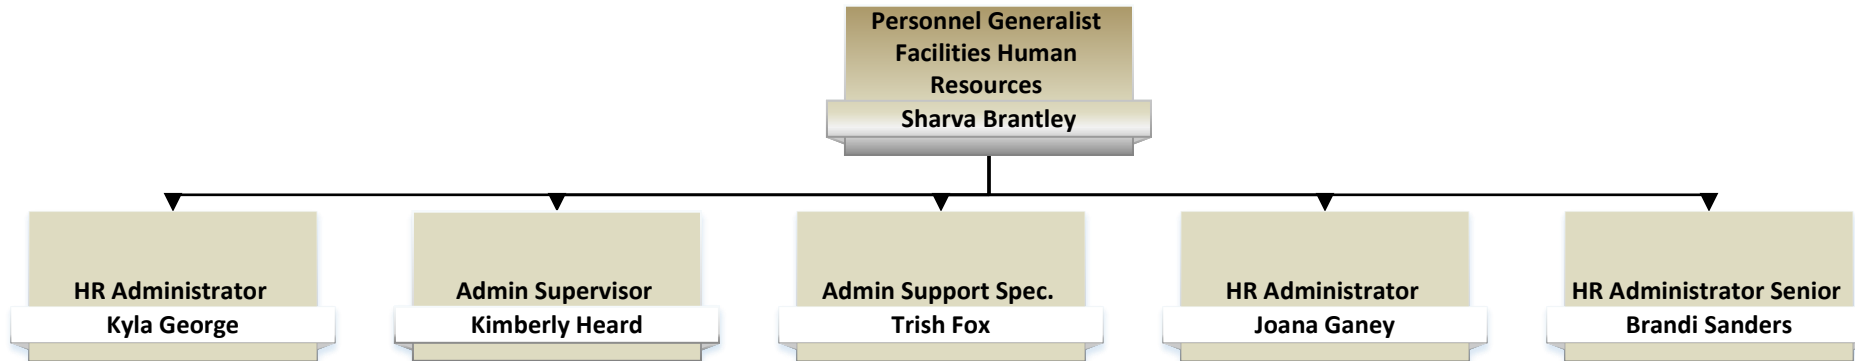 Personnel Generalist
Facilities Human
Resources
Sharva Brantley
HR Administrator
Kyla George
Admin Supervisor
Kimberly Heard
Admin Support Spec.
Trish Fox
HR Administrator
Joana Ganey
HR Administrator Senior
Brandi Sanders